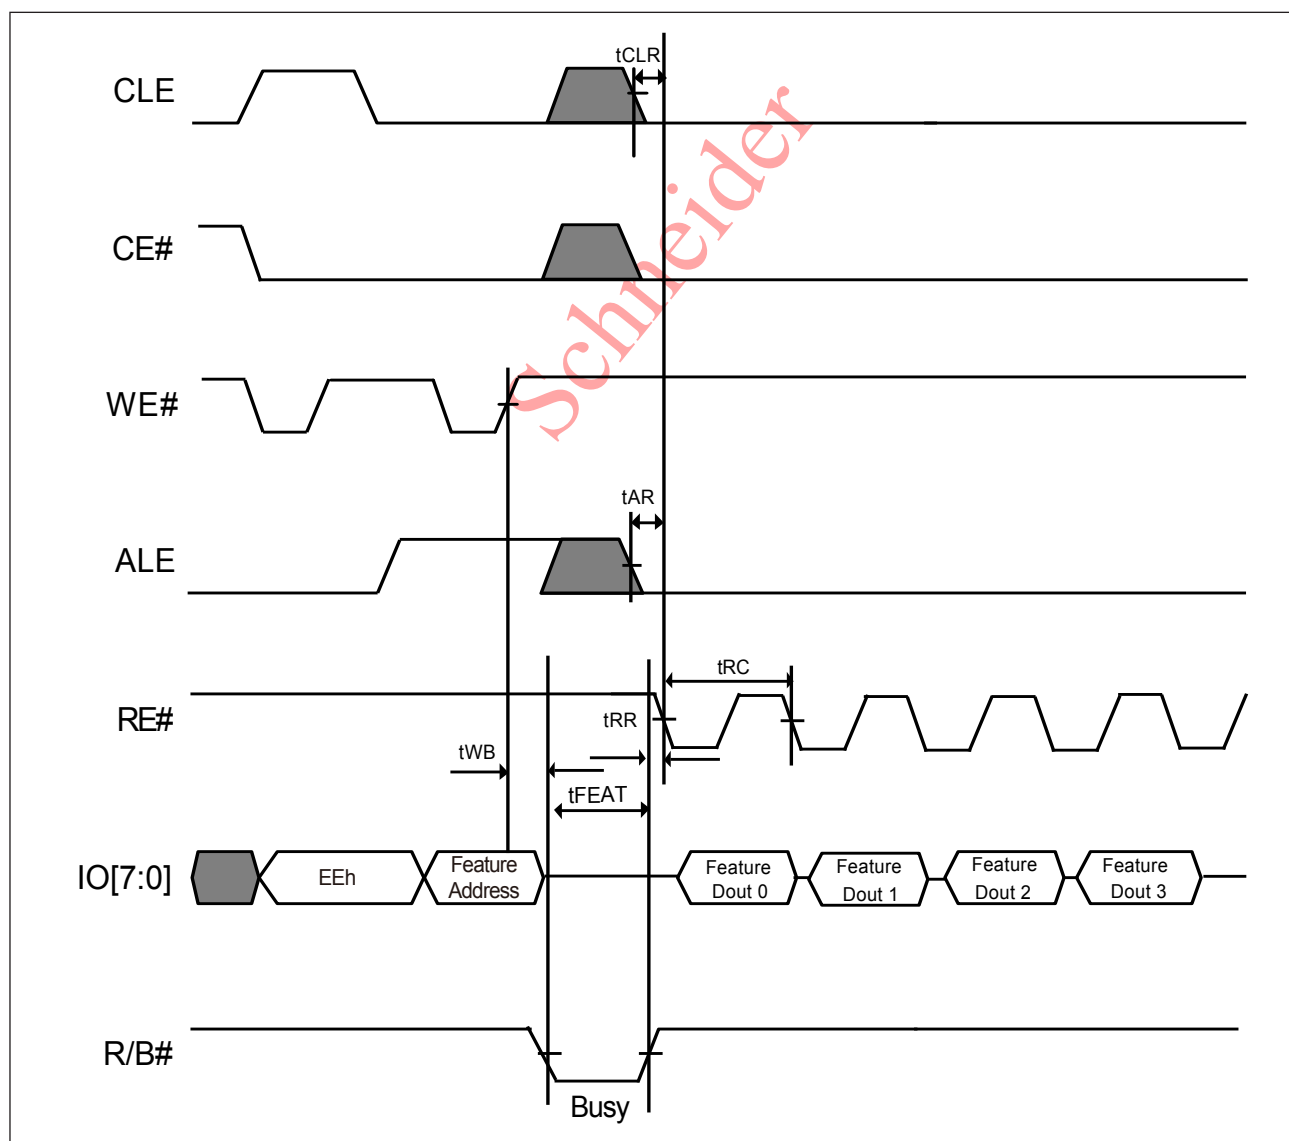 tCLR
CLE
CE#
WE#
tAR
ALE
tRC
RE#
tRR
tWB
tFEAT
IO[7:0]
EEh
Feature
Address
Feature
Dout 0
Feature
Dout 1
Feature
Dout 2
Feature
Dout 3
R/B#
Busy
Schneider